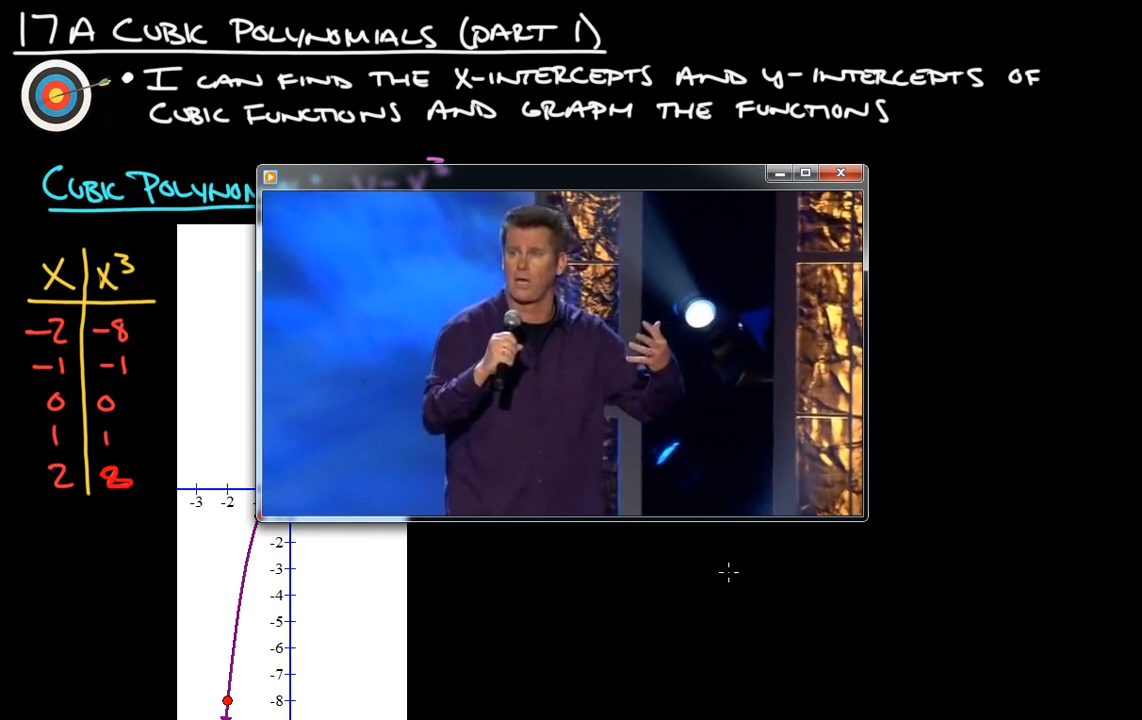 17A CUBIC POLYNOMIALS (PART 1)
• I CAN FIND THE X-INTERCEPTS AND Y-INTERCEPTS OF
CUBIC FUNCTIONS AND GRAPH THE FUNCTIONS
CUBIC
x x³
-2 -8
-1 -1
0 0
1 1
2 8
-3 -2
-2
-3
-4
-5
-6
-7
-8